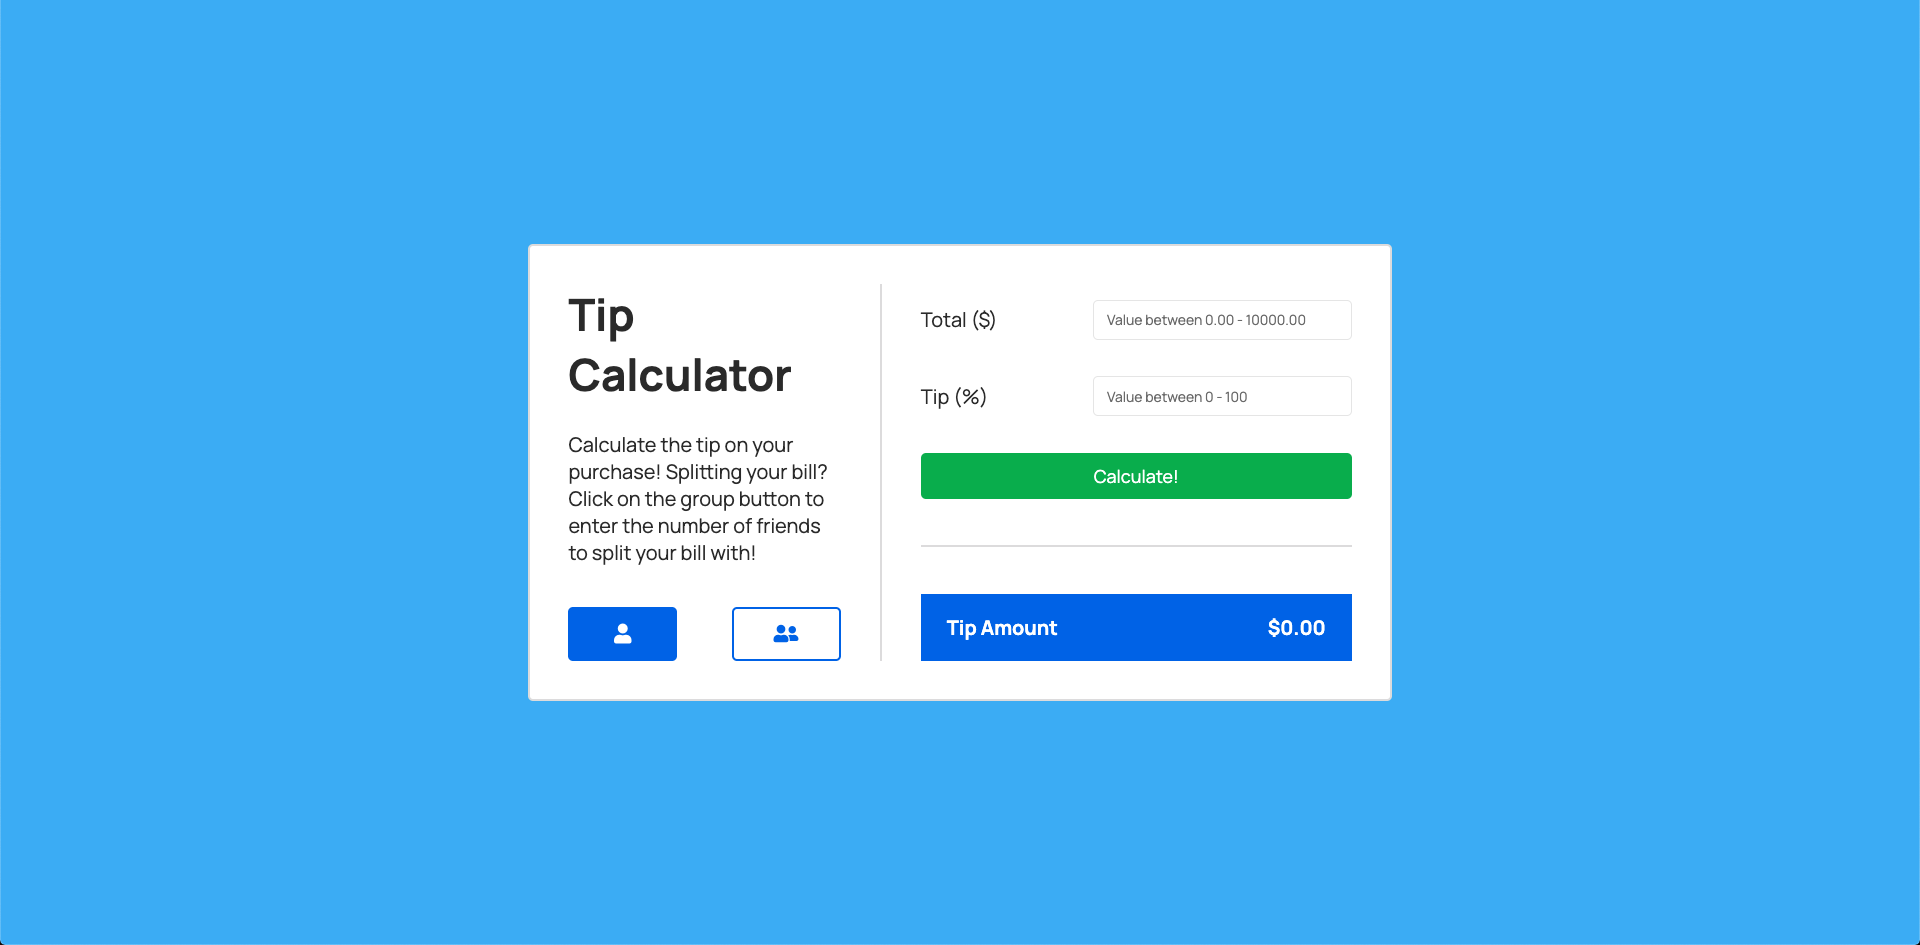 Tip
Calculator
Calculate the tip on your
purchase! Splitting your bill?
Click on the group button to
enter the number of friends
to split your bill with!
Total ($)
Value between 0.00 - 10000.00
Tip (%)
Value between 0 - 100
Calculate!
Tip Amount $0.00